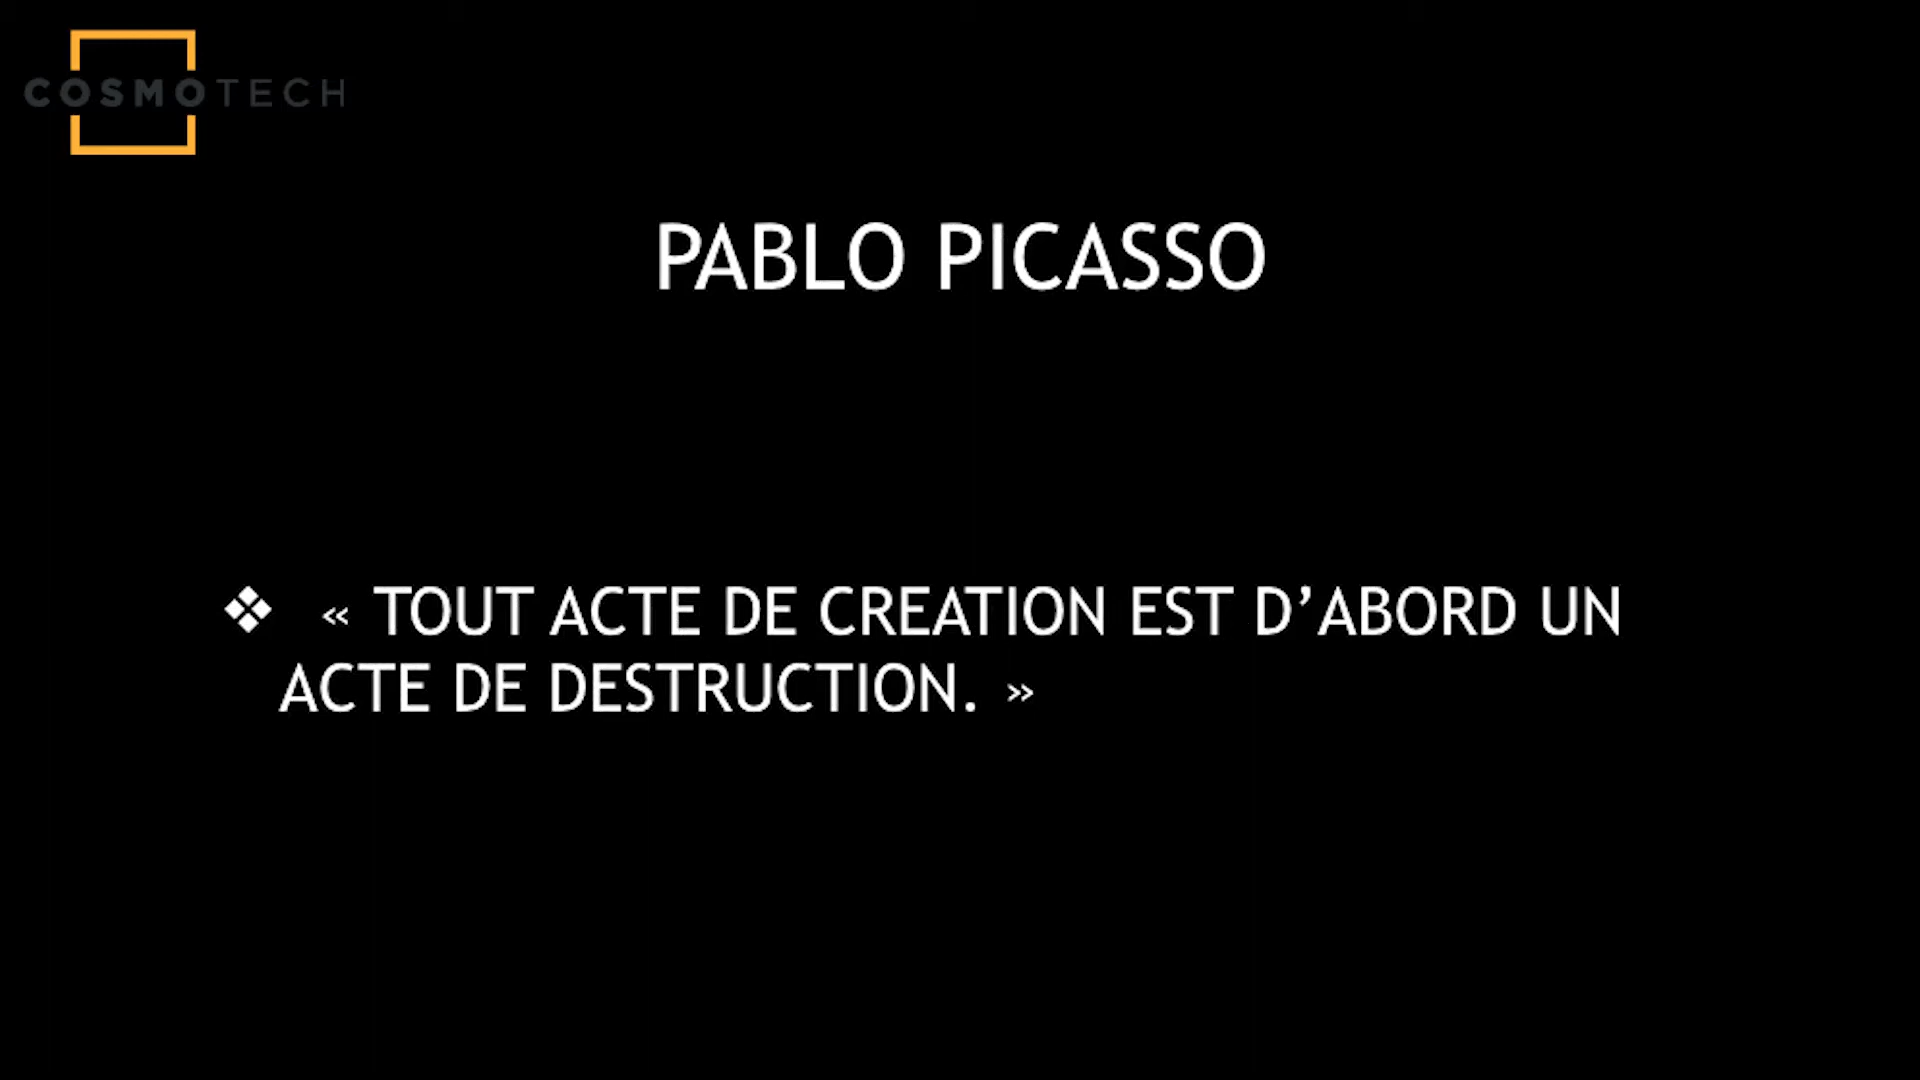 COSMOTECH
PABLO PICASSO
❖ « TOUT ACTE DE CREATION EST D’ABORD UN
ACTE DE DESTRUCTION. »